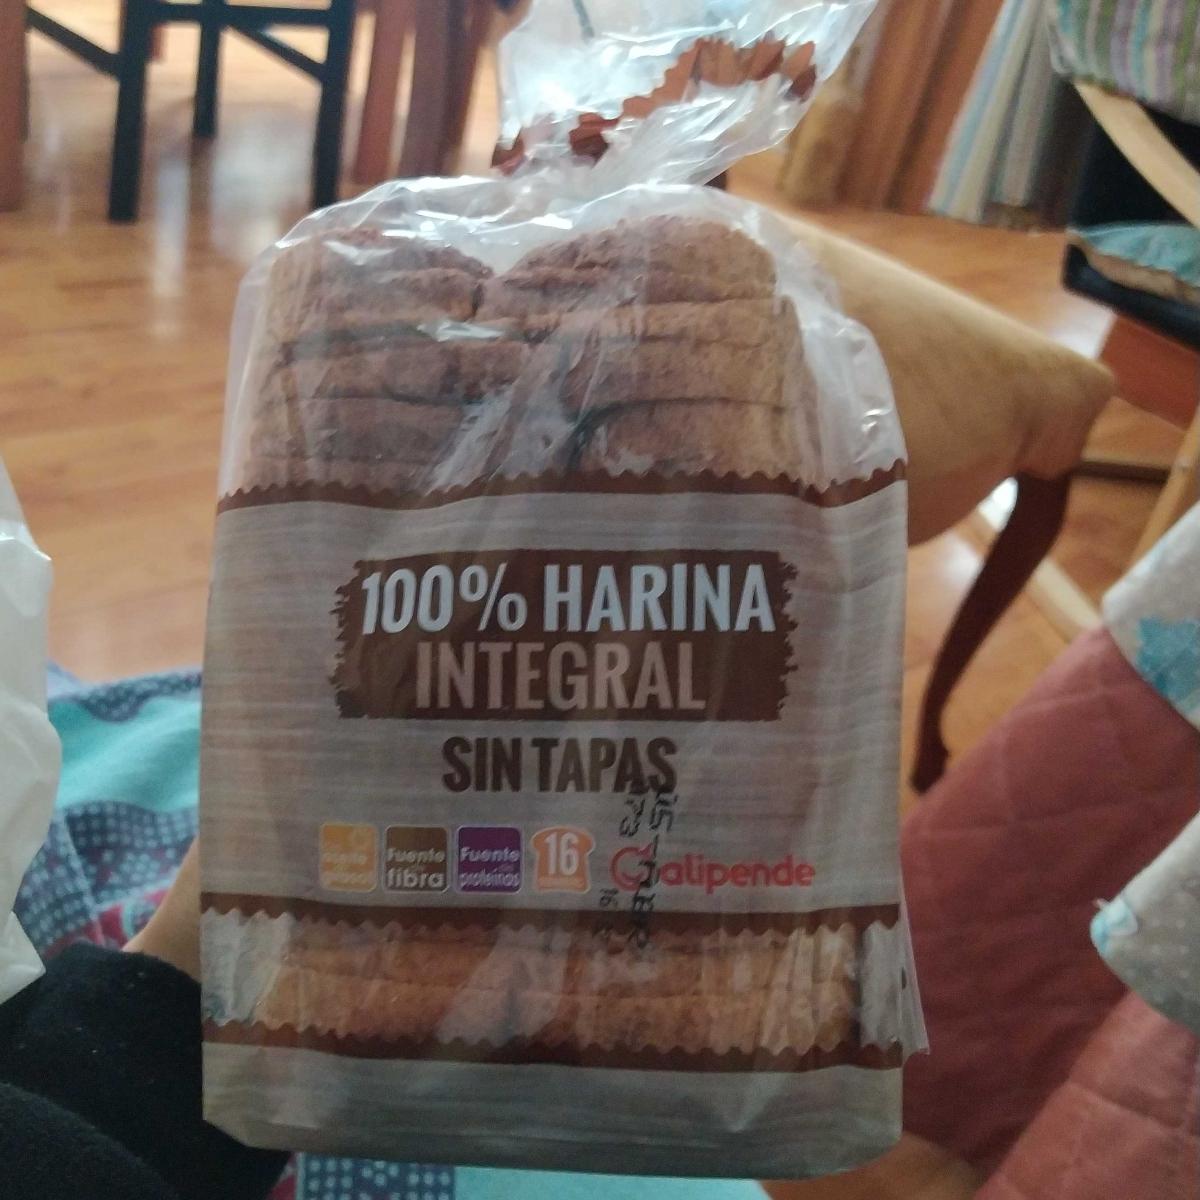 100% HARINA
INTEGRAL
SIN TAPAS
Fuente
fibra
Fuente
proteínas
16
alipende